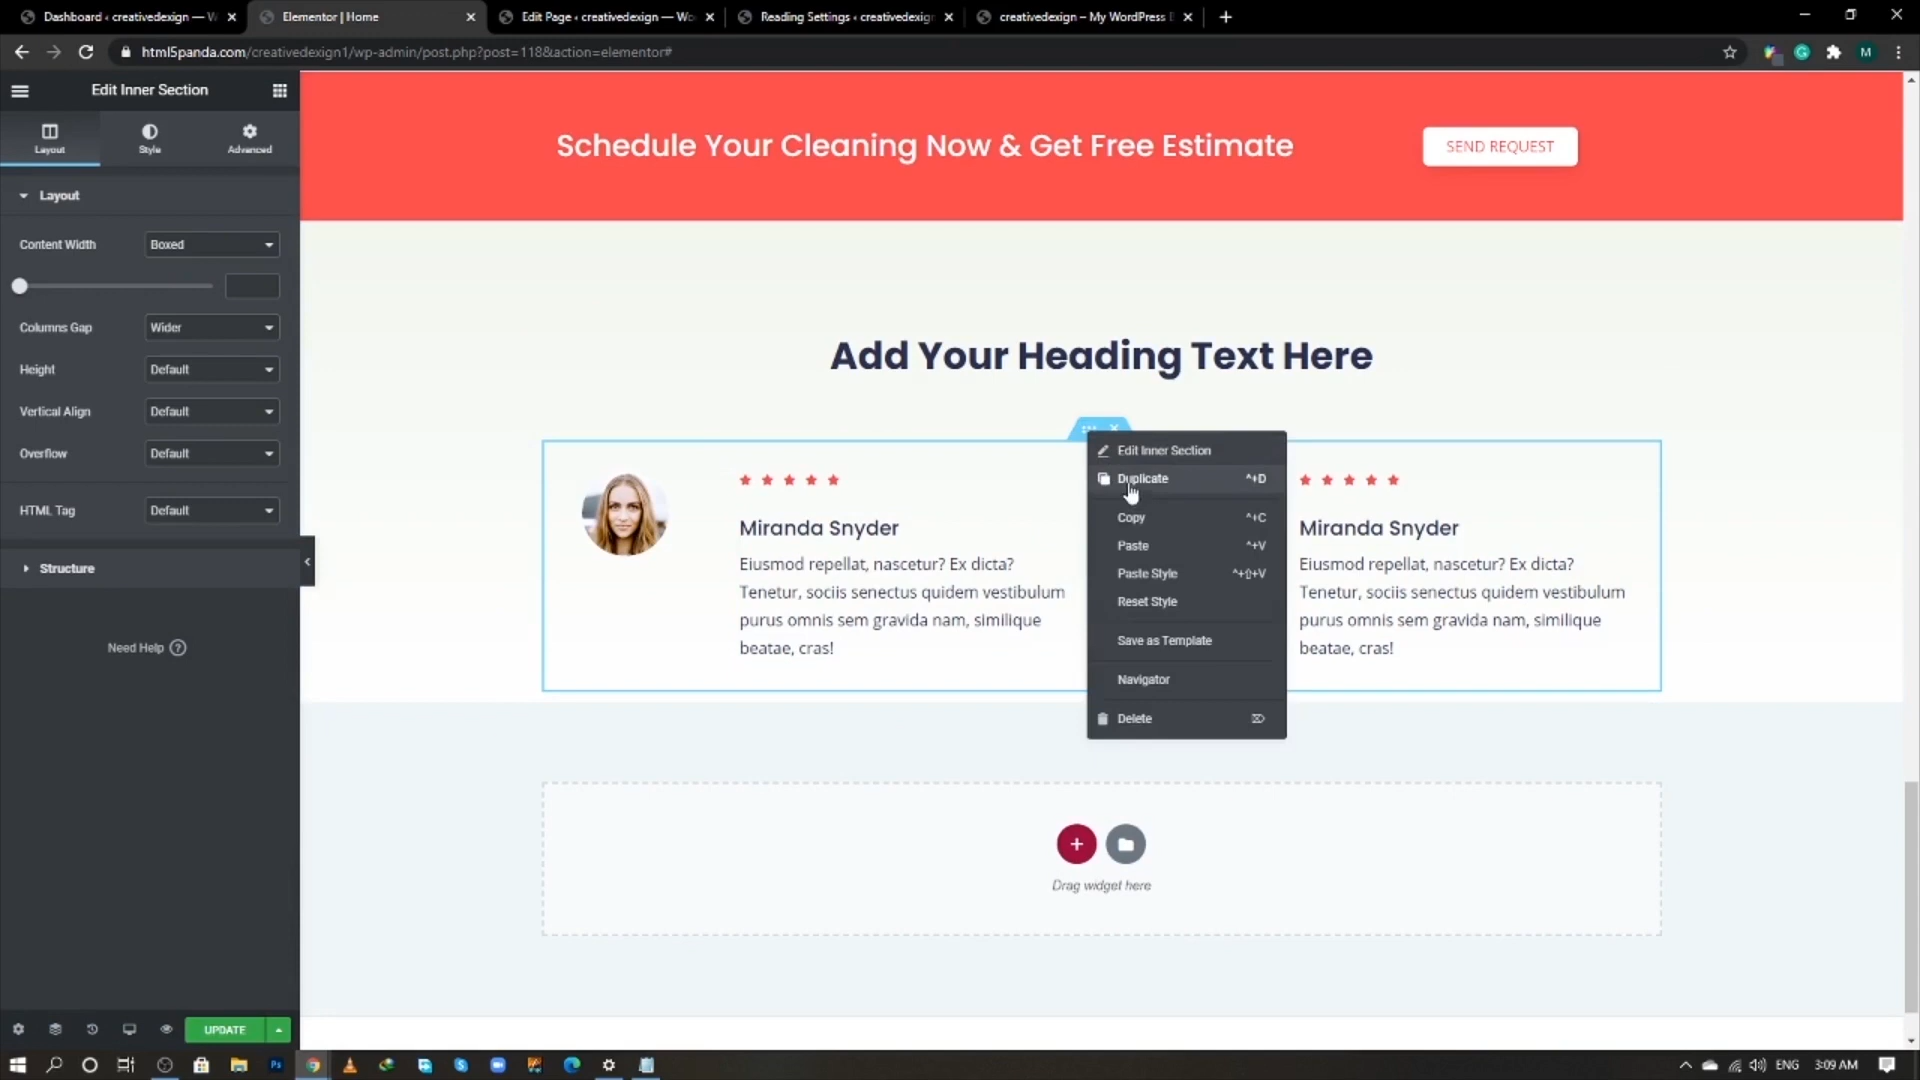 Dashboard ‹ creativedexign — W
Elementor | Home
Edit Page ‹ creativedexign — Wo
Reading Settings ‹ creativedexign
creativedexign – My WordPress B
html5panda.com/creativedexign1/wp-admin/post.php?post=118&action=elementor#
M
Edit Inner Section
Layout
Style
Advanced
Layout
Content Width
Boxed
Columns Gap
Wider
Height
Default
Vertical Align
Default
Overflow
Default
HTML Tag
Default
Structure
Need Help ?
UPDATE
Schedule Your Cleaning Now & Get Free Estimate
SEND REQUEST
Add Your Heading Text Here
Miranda Snyder
Eiusmod repellat, nascetur? Ex dicta?
Tenetur, sociis senectus quidem vestibulum
purus omnis sem gravida nam, similique
beatae, cras!
Edit Inner Section
Duplicate ^+D
Copy ^+C
Paste ^+V
Paste Style ^+⇧+V
Reset Style
Save as Template
Navigator
Delete ⌦
Miranda Snyder
Eiusmod repellat, nascetur? Ex dicta?
Tenetur, sociis senectus quidem vestibulum
purus omnis sem gravida nam, similique
beatae, cras!
Drag widget here
Ps
ENG
3:09 AM